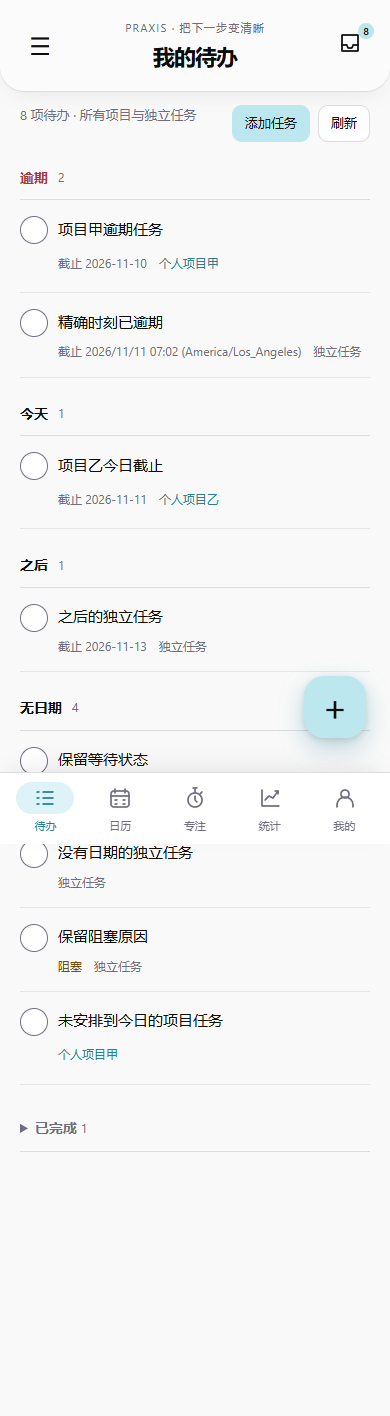 PRAXIS · 把下一步变清晰
我的待办
8
8 项待办 · 所有项目与独立任务
添加任务
刷新
逾期 2
项目甲逾期任务
截止 2026-11-10 个人项目甲
精确时刻已逾期
截止 2026/11/11 07:02 (America/Los_Angeles) 独立任务
今天 1
项目乙今日截止
截止 2026-11-11 个人项目乙
之后 1
之后的独立任务
截止 2026-11-13 独立任务
无日期 4
保留等待状态
待办
日历
专注
统计
我的
没有日期的独立任务
独立任务
保留阻塞原因
阻塞 独立任务
未安排到今日的项目任务
个人项目甲
已完成 1